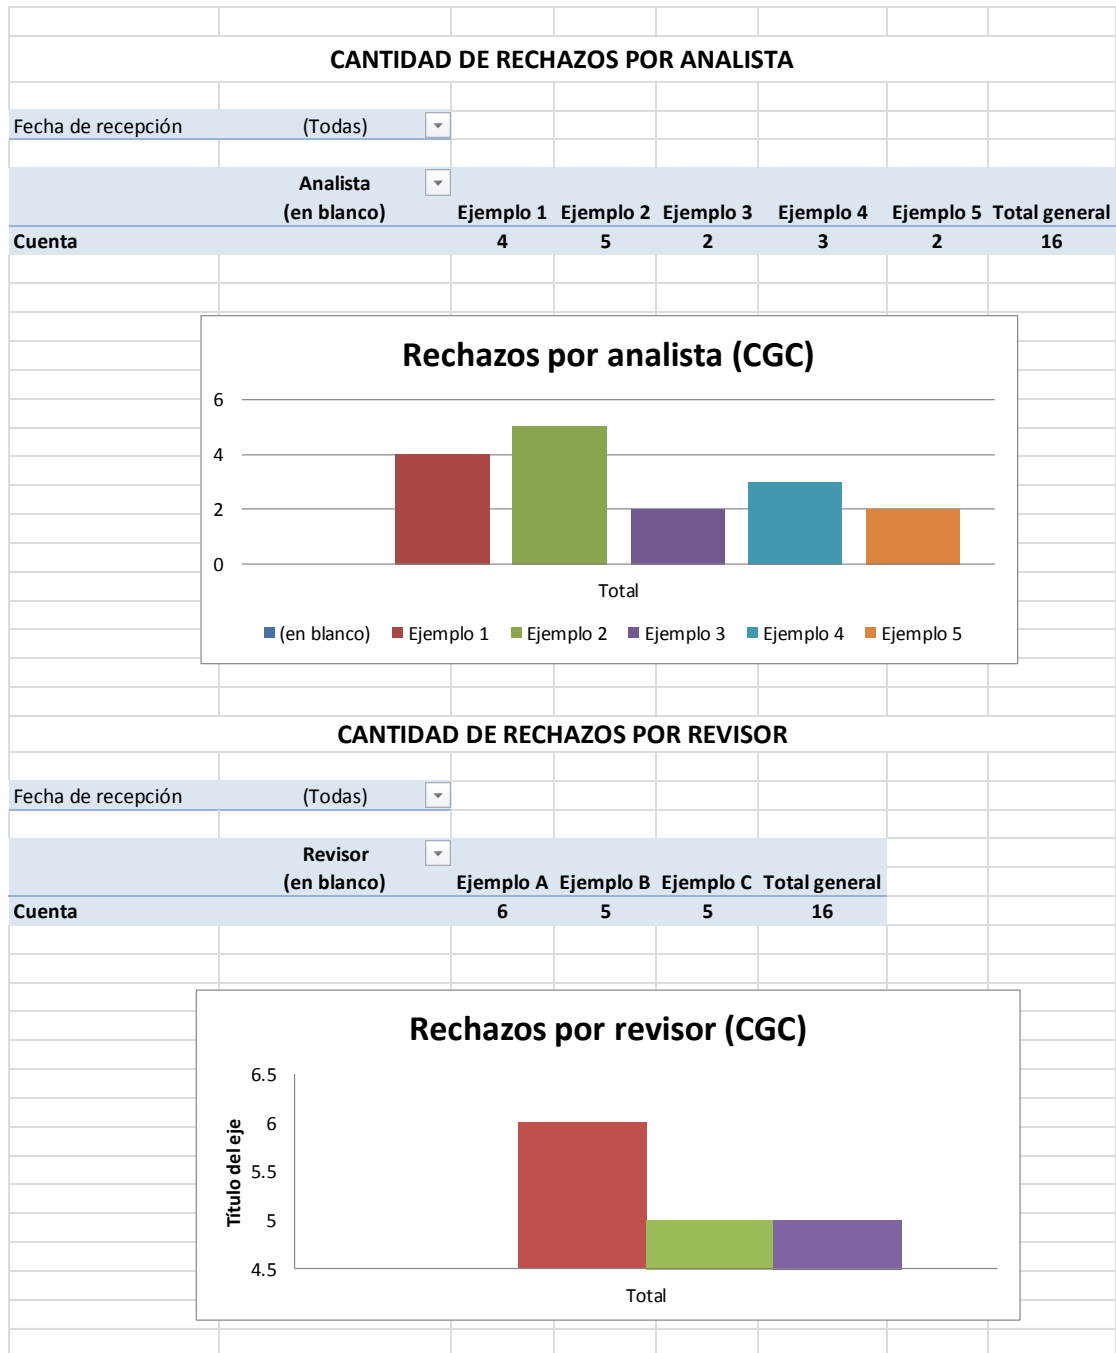 CANTIDAD DE RECHAZOS POR ANALISTA
Fecha de recepción (Todas)
Analista
(en blanco) Ejemplo 1 Ejemplo 2 Ejemplo 3 Ejemplo 4 Ejemplo 5 Total general
Cuenta 4 5 2 3 2 16
Rechazos por analista (CGC)
6
4
2
0
Total
(en blanco) Ejemplo 1 Ejemplo 2 Ejemplo 3 Ejemplo 4 Ejemplo 5
CANTIDAD DE RECHAZOS POR REVISOR
Fecha de recepción (Todas)
Revisor
(en blanco) Ejemplo A Ejemplo B Ejemplo C Total general
Cuenta 6 5 5 16
Rechazos por revisor (CGC)
Título del eje
6.5
6
5.5
5
4.5
Total